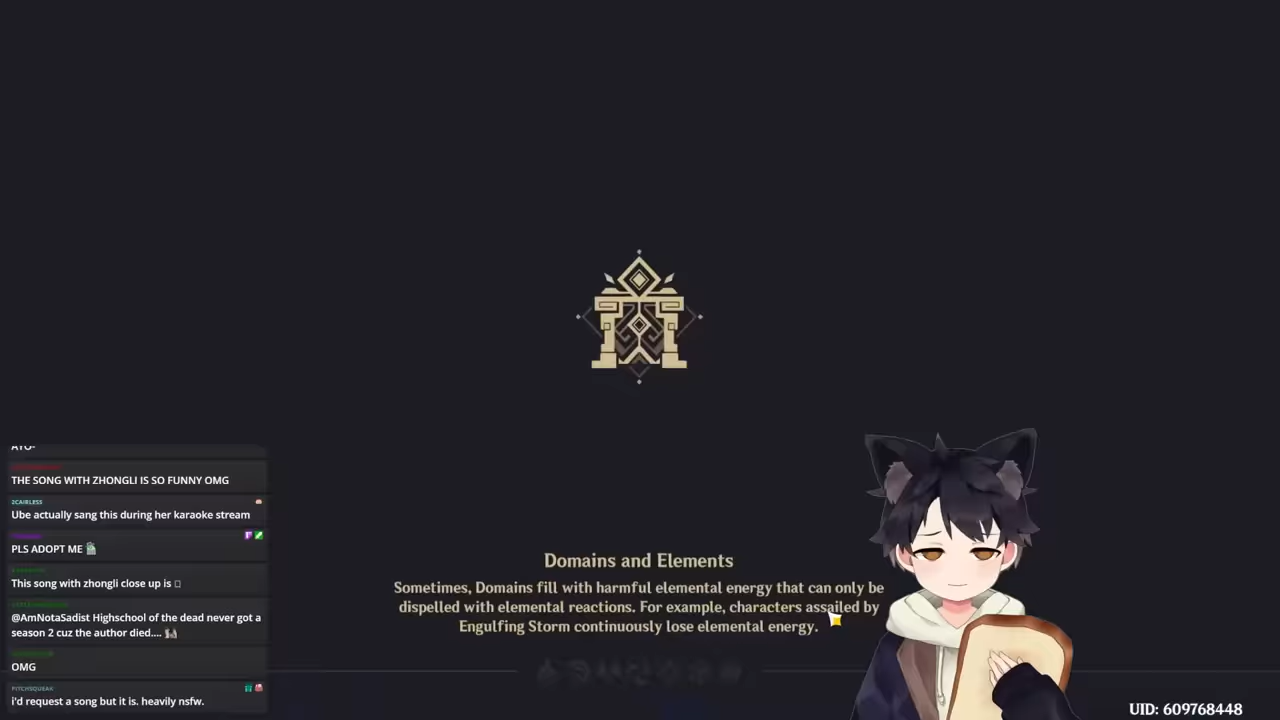 AYO-
THE SONG WITH ZHONGLI IS SO FUNNY OMG
2CAIRLESS
Ube actually sang this during her karaoke stream
PLS ADOPT ME
This song with zhongli close up is
@AmNotaSadist Highschool of the dead never got a
season 2 cuz the author died....
OMG
PITCHSQUEAK
i'd request a song but it is. heavily nsfw.
Domains and Elements
Sometimes, Domains fill with harmful elemental energy that can only be
dispelled with elemental reactions. For example, characters assailed by
Engulfing Storm continuously lose elemental energy.
UID: 609768448